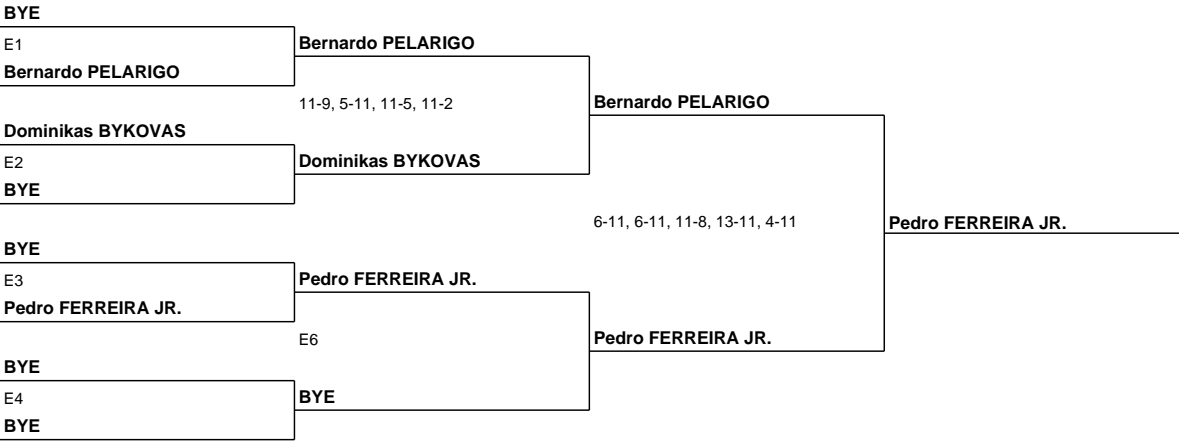 BYE
E1
Bernardo PELARIGO
Bernardo PELARIGO
11-9, 5-11, 11-5, 11-2
Bernardo PELARIGO
Dominikas BYKOVAS
E2
Dominikas BYKOVAS
BYE
6-11, 6-11, 11-8, 13-11, 4-11
Pedro FERREIRA JR.
BYE
E3
Pedro FERREIRA JR.
Pedro FERREIRA JR.
E6
Pedro FERREIRA JR.
BYE
E4
BYE
BYE